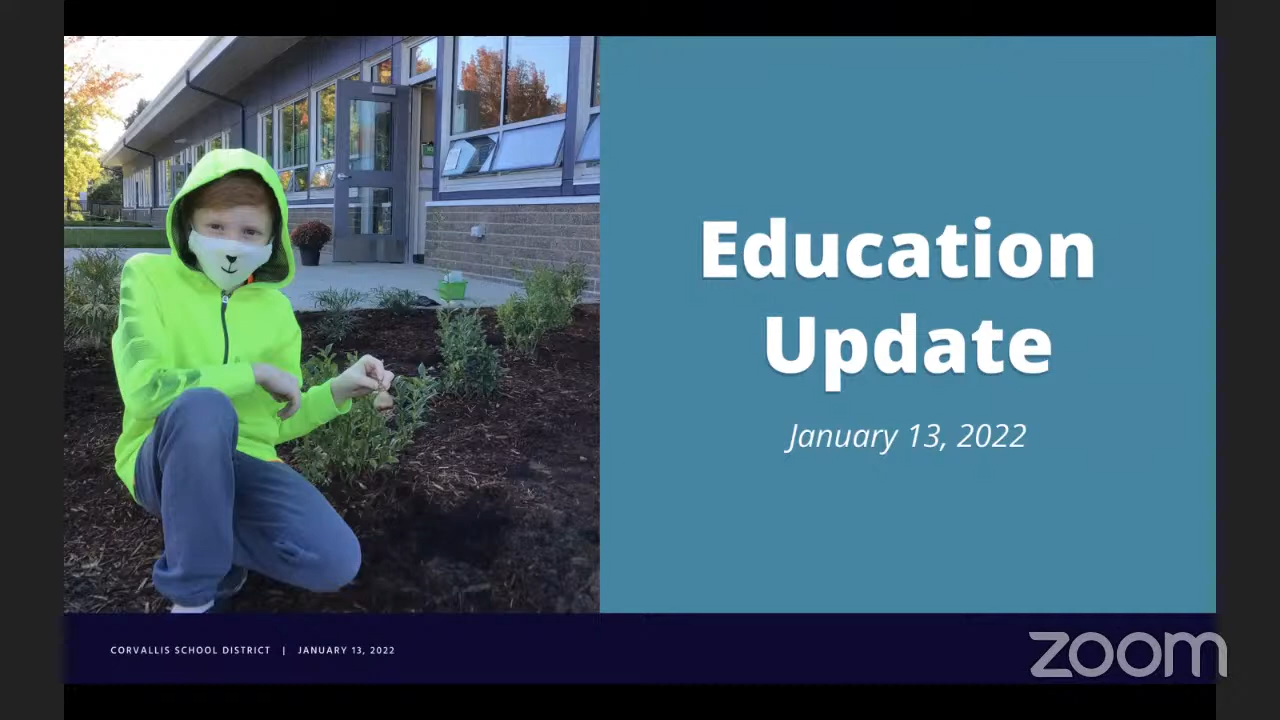 Education
Update
January 13, 2022
CORVALLIS SCHOOL DISTRICT | JANUARY 13, 2022
zoom